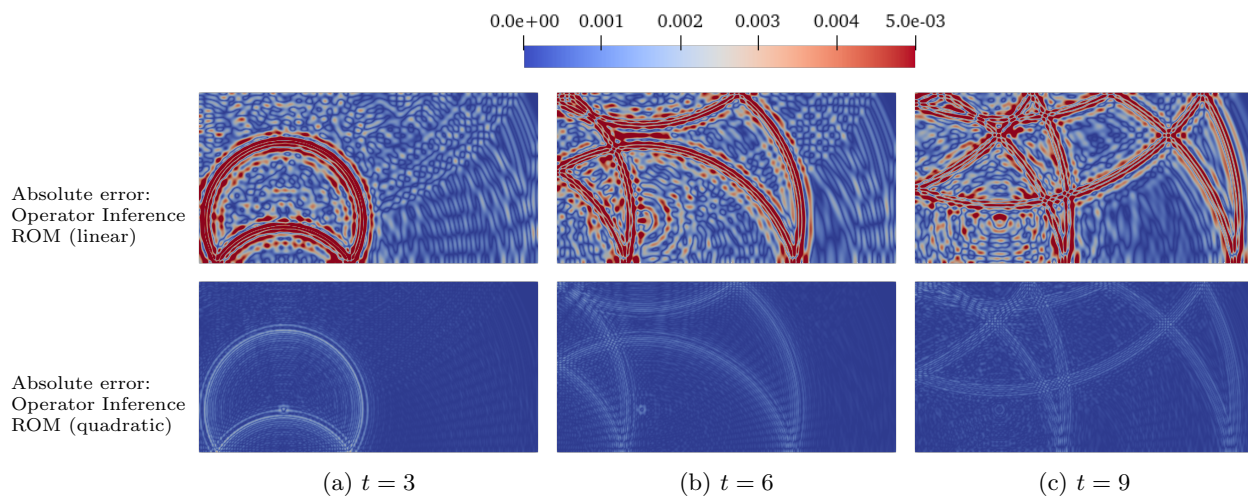 0.0e+00 0.001 0.002 0.003 0.004 5.0e-03
Absolute error:
Operator Inference
ROM (linear)
Absolute error:
Operator Inference
ROM (quadratic)
(a) t = 3 (b) t = 6 (c) t = 9